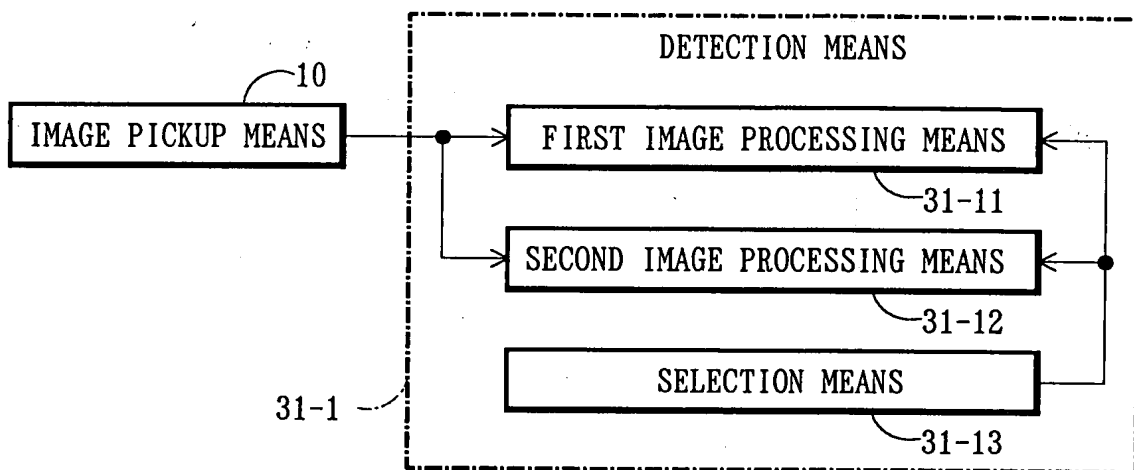 DETECTION MEANS
10
IMAGE PICKUP MEANS
FIRST IMAGE PROCESSING MEANS
31-11
SECOND IMAGE PROCESSING MEANS
31-12
SELECTION MEANS
31-1
31-13